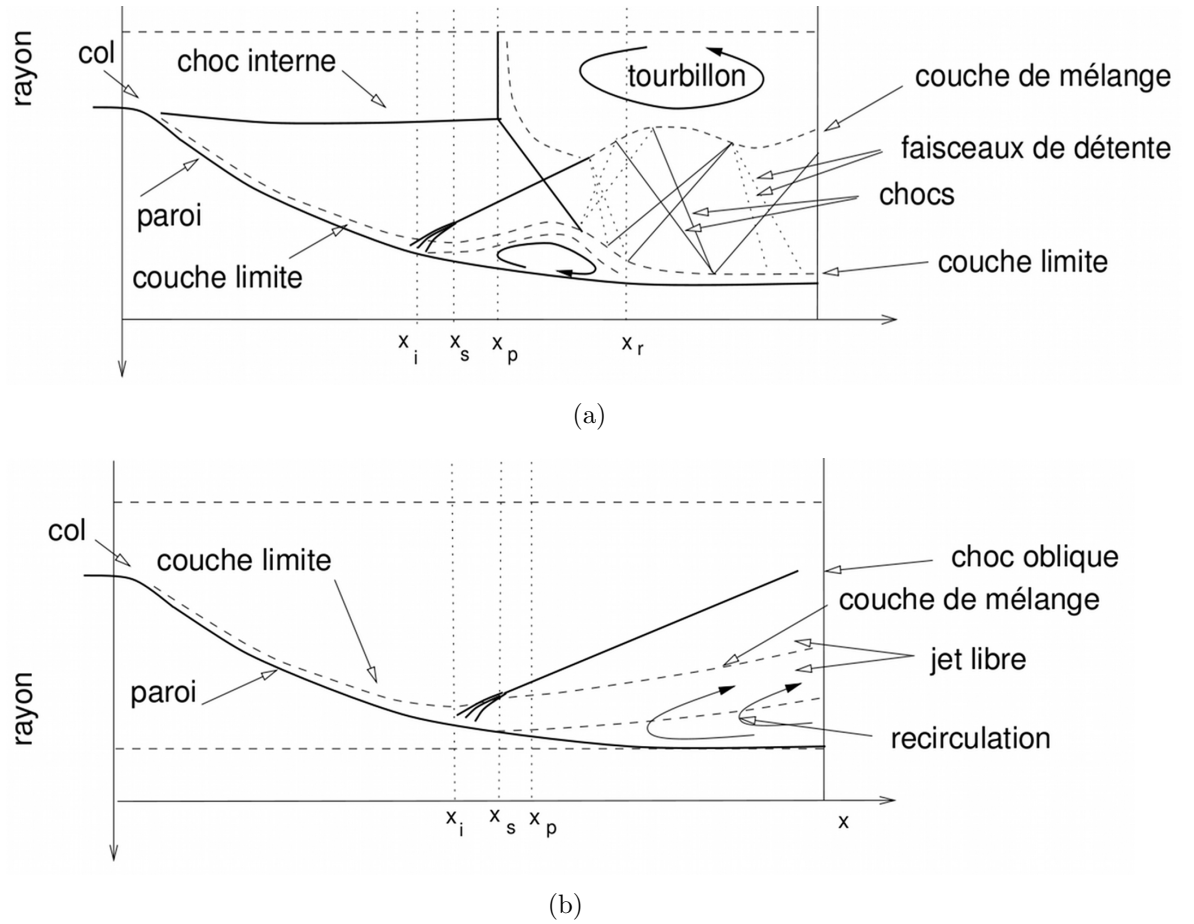 rayon
col
choc interne
tourbillon
couche de mélange
faisceaux de détente
chocs
paroi
couche limite
couche limite
x i
x s
x p
x r
(a)
col
couche limite
choc oblique
couche de mélange
jet libre
paroi
rayon
recirculation
x i
x s
x p
x
(b)